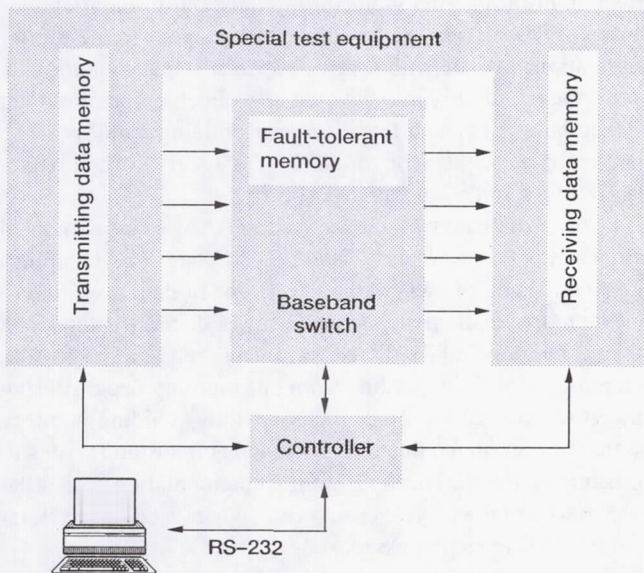 Special test equipment
Transmitting data memory
Fault-tolerant
memory
Baseband
switch
Receiving data memory
Controller
RS–232